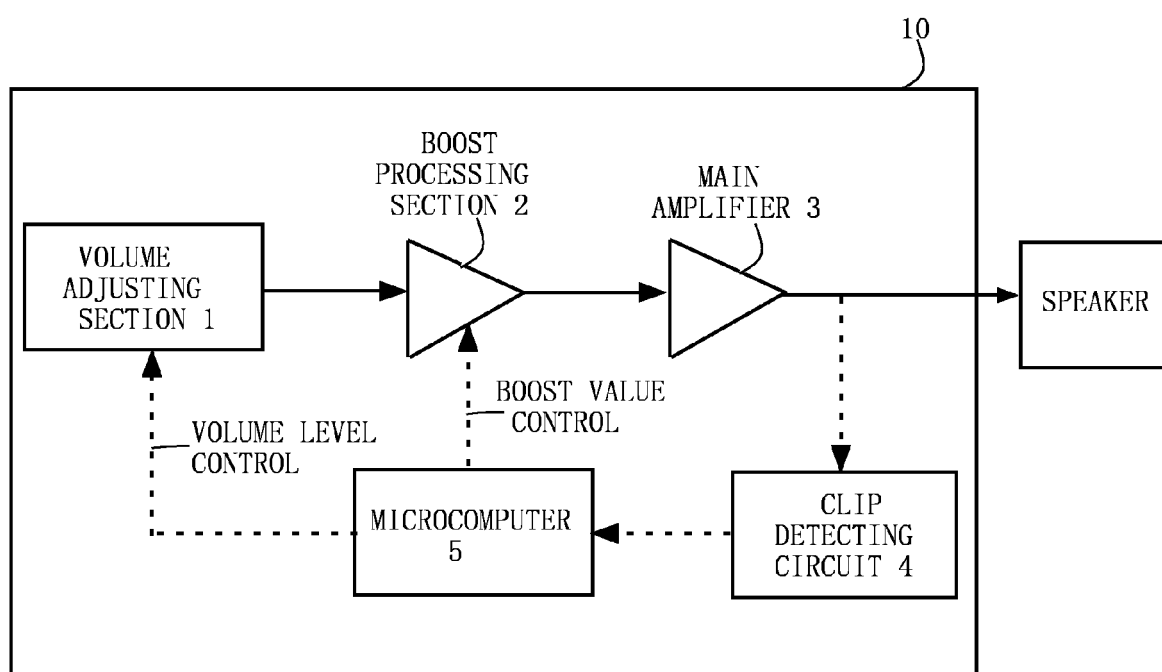 10
BOOST
PROCESSING
SECTION 2
MAIN
AMPLIFIER 3
VOLUME
ADJUSTING
SECTION 1
SPEAKER
BOOST VALUE
CONTROL
VOLUME LEVEL
CONTROL
MICROCOMPUTER
5
CLIP
DETECTING
CIRCUIT 4